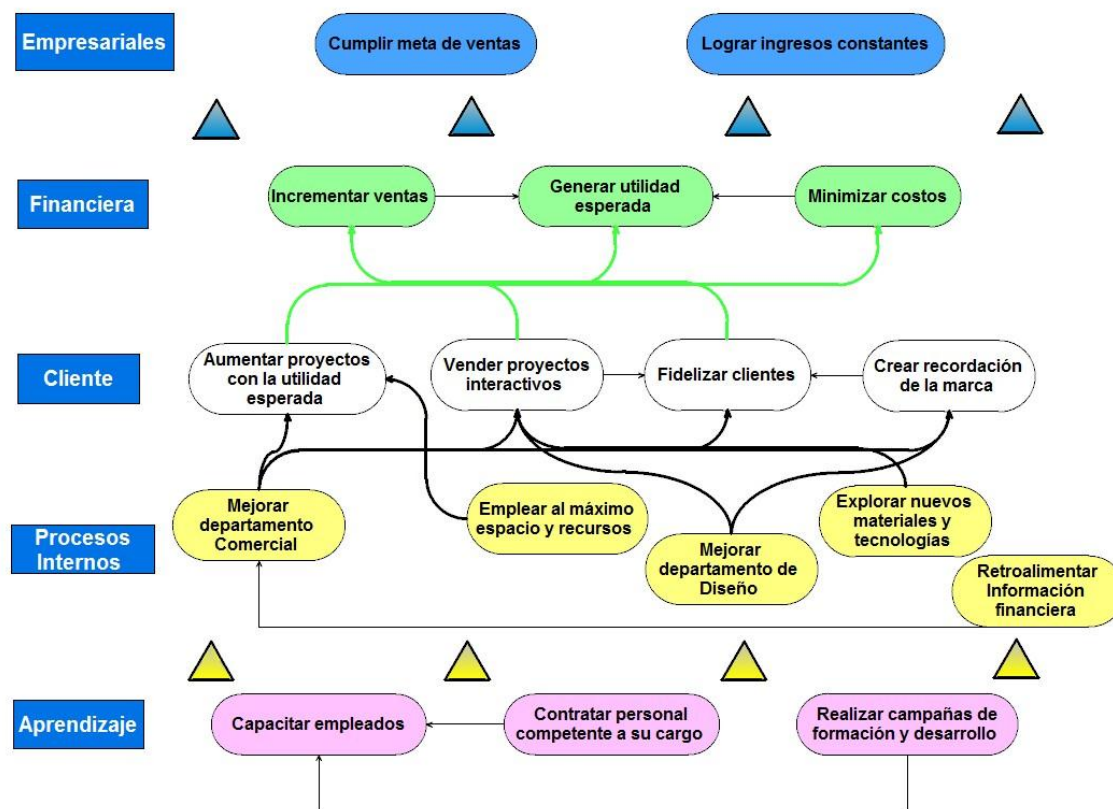 Empresariales
Cumplir meta de ventas
Lograr ingresos constantes
Financiera
Incrementar ventas
Generar utilidad
esperada
Minimizar costos
Cliente
Aumentar proyectos
con la utilidad
esperada
Vender proyectos
interactivos
Fidelizar clientes
Crear recordación
de la marca
Procesos
Internos
Mejorar
departamento
Comercial
Emplear al máximo
espacio y recursos
Mejorar
departamento de
Diseño
Explorar nuevos
materiales y
tecnologías
Retroalimentar
Información
financiera
Aprendizaje
Capacitar empleados
Contratar personal
competente a su cargo
Realizar campañas de
formación y desarrollo